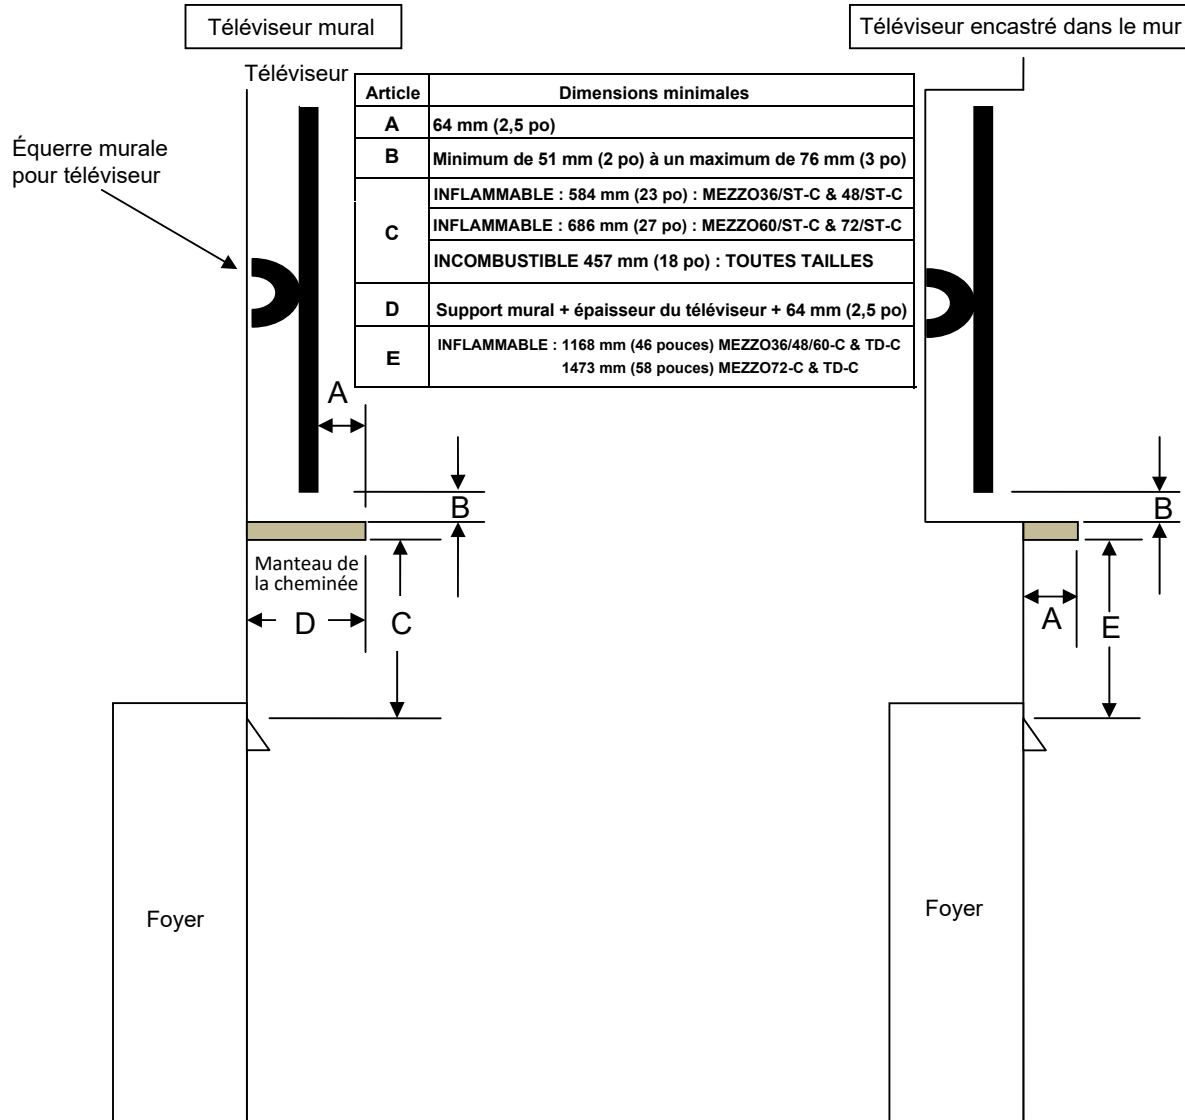 Téléviseur mural
Téléviseur encastré dans le mur
Téléviseur
Équerre murale
pour téléviseur
Article Dimensions minimales
A 64 mm (2,5 po)
B Minimum de 51 mm (2 po) à un maximum de 76 mm (3 po)
C
INFLAMMABLE : 584 mm (23 po) : MEZZO36/ST-C & 48/ST-C
INFLAMMABLE : 686 mm (27 po) : MEZZO60/ST-C & 72/ST-C
INCOMBUSTIBLE 457 mm (18 po) : TOUTES TAILLES
D Support mural + épaisseur du téléviseur + 64 mm (2,5 po)
E
INFLAMMABLE : 1168 mm (46 pouces) MEZZO36/48/60-C & TD-C
1473 mm (58 pouces) MEZZO72-C & TD-C
A
B
Manteau de
la cheminée
D
C
Foyer
B
A
E
Foyer